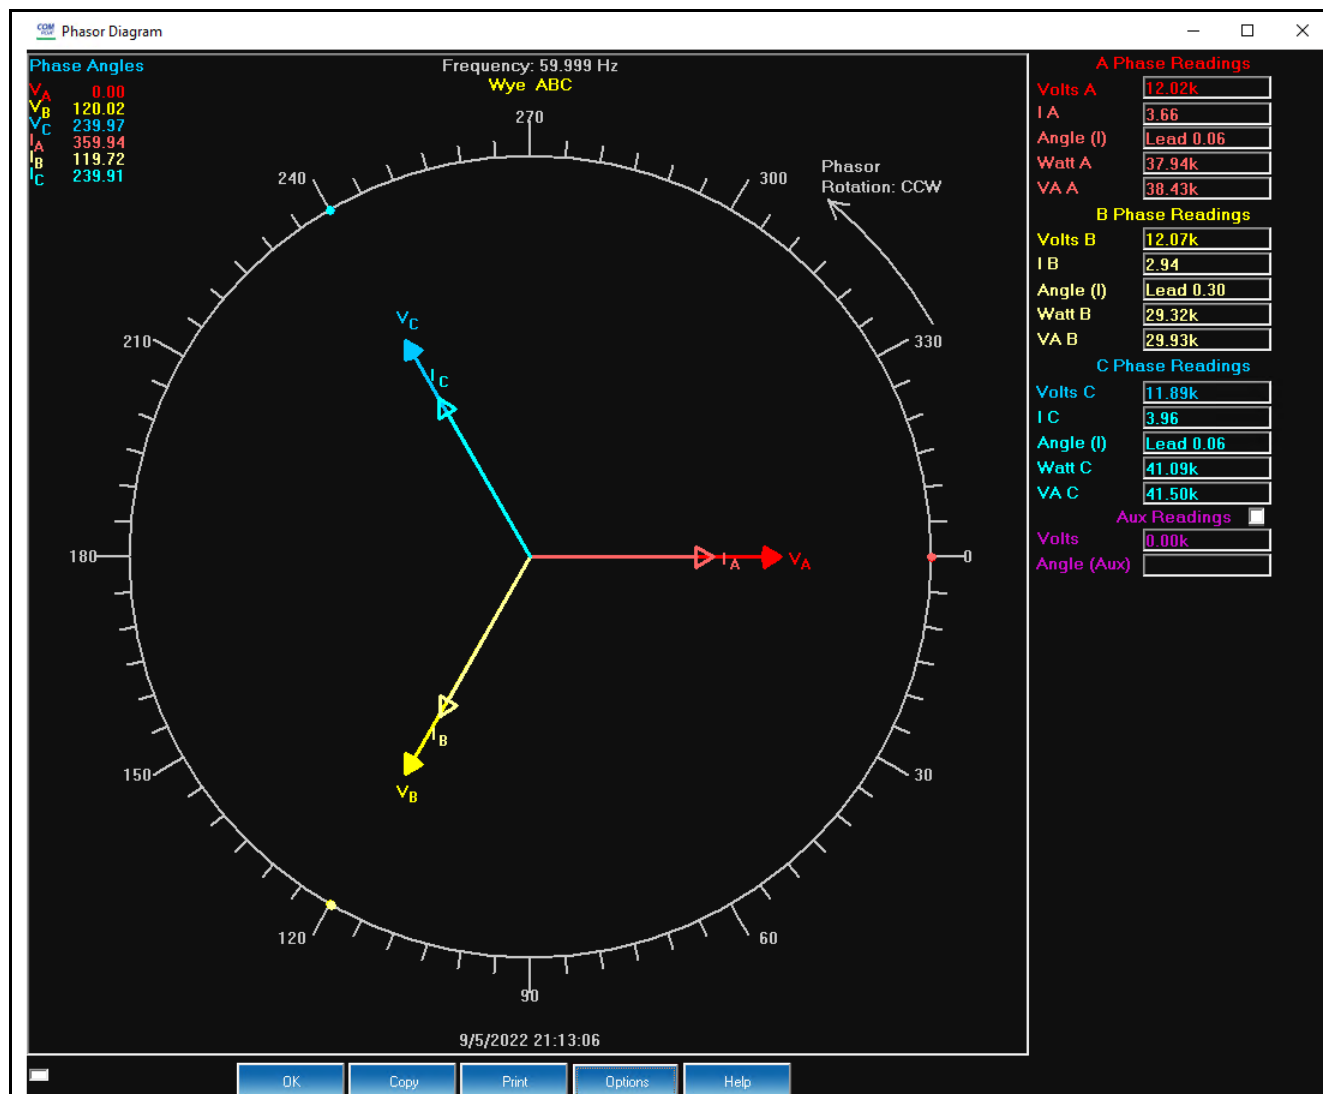 COM
Phasor Diagram
Phase Angles
VA 0.00
VB 120.02
VC 239.97
IA 359.94
IB 119.72
IC 239.91
Frequency: 59.999 Hz
Wye ABC
270
240
300
Phasor
Rotation: CCW
210
330
VC
IC
180
IA
VA
0
IB
VB
150
30
120
60
90
9/5/2022 21:13:06
A Phase Readings
Volts A 12.02k
I A 3.66
Angle (I) Lead 0.06
Watt A 37.94k
VA A 38.43k
B Phase Readings
Volts B 12.07k
I B 2.94
Angle (I) Lead 0.30
Watt B 29.32k
VA B 29.93k
C Phase Readings
Volts C 11.89k
I C 3.96
Angle (I) Lead 0.06
Watt C 41.09k
VA C 41.50k
Aux Readings
Volts 0.00k
Angle (Aux)
OK Copy Print Options Help